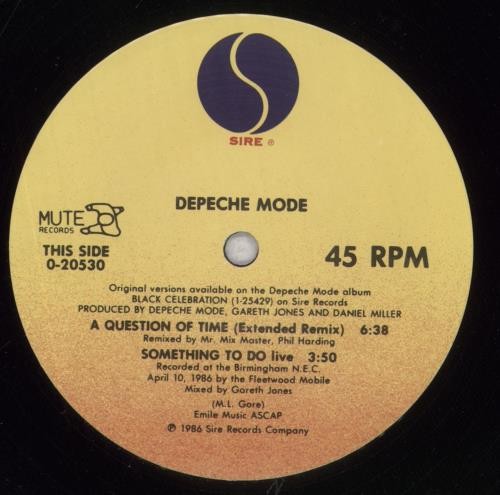 SIRE ®
DEPECHE MODE
MUTE
RECORDS
THIS SIDE
0-20530
45 RPM
Original versions available on the Depeche Mode album
BLACK CELEBRATION (1-25429) on Sire Records
PRODUCED BY DEPECHE MODE, GARETH JONES AND DANIEL MILLER
A QUESTION OF TIME (Extended Remix) 6:38
Remixed by Mr. Mix Master, Phil Harding
SOMETHING TO DO live 3:50
Recorded at the Birmingham N.E.C.
April 10, 1986 by the Fleetwood Mobile
Mixed by Gareth Jones
(M.L. Gore)
Emile Music ASCAP
℗ 1986 Sire Records Company